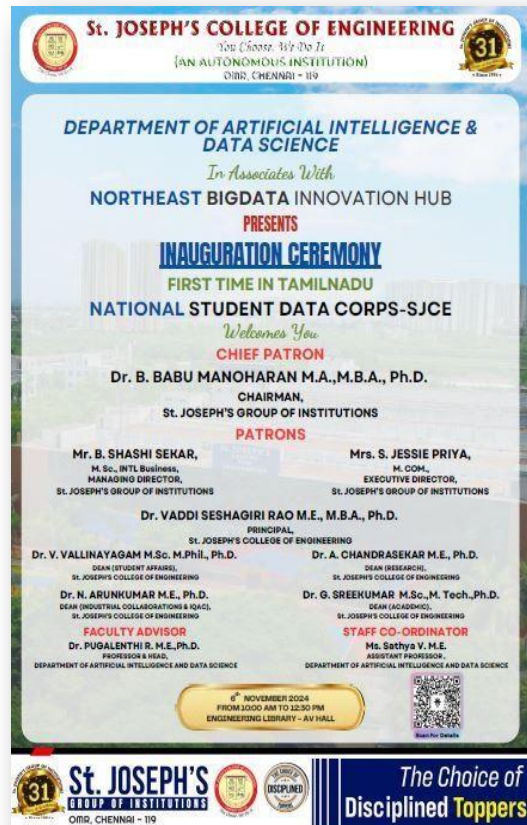 St. JOSEPH'S COLLEGE OF ENGINEERING
You Choose, We Do It
(AN AUTONOMOUS INSTITUTION)
OMR, CHENNAI - 119
31
DEPARTMENT OF ARTIFICIAL INTELLIGENCE &
DATA SCIENCE
In Associates With
NORTHEAST BIGDATA INNOVATION HUB
PRESENTS
INAUGURATION CEREMONY
FIRST TIME IN TAMILNADU
NATIONAL STUDENT DATA CORPS-SJCE
Welcomes You
CHIEF PATRON
Dr. B. BABU MANOHARAN M.A.,M.B.A., Ph.D.
CHAIRMAN,
St. JOSEPH'S GROUP OF INSTITUTIONS
PATRONS
Mr. B. SHASHI SEKAR,
M. Sc., INTL Business,
MANAGING DIRECTOR,
St. JOSEPH'S GROUP OF INSTITUTIONS
Mrs. S. JESSIE PRIYA,
M. COM.,
EXECUTIVE DIRECTOR,
St. JOSEPH'S GROUP OF INSTITUTIONS
Dr. VADDI SESHAGIRI RAO M.E., M.B.A., Ph.D.
PRINCIPAL,
St. JOSEPH'S COLLEGE OF ENGINEERING
Dr. V. VALLINAYAGAM M.Sc. M.Phil., Ph.D.
DEAN (STUDENT AFFAIRS),
St. JOSEPH'S COLLEGE OF ENGINEERING
Dr. A. CHANDRASEKAR M.E., Ph.D.
DEAN (RESEARCH),
St. JOSEPH'S COLLEGE OF ENGINEERING
Dr. N. ARUNKUMAR M.E., Ph.D.
DEAN (INDUSTRIAL COLLABORATIONS & IQAC),
St. JOSEPH'S COLLEGE OF ENGINEERING
Dr. G. SREEKUMAR M.Sc.,M. Tech.,Ph.D.
DEAN (ACADEMIC),
St. JOSEPH'S COLLEGE OF ENGINEERING
FACULTY ADVISOR
Dr. PUGALENTHI R. M.E.,Ph.D.
PROFESSOR & HEAD,
DEPARTMENT OF ARTIFICIAL INTELLIGENCE AND DATA SCIENCE
STAFF CO-ORDINATOR
Ms. Sathya V. M.E.
ASSISTANT PROFESSOR,
DEPARTMENT OF ARTIFICIAL INTELLIGENCE AND DATA SCIENCE
6th NOVEMBER 2024
FROM 10:00 AM TO 12:30 PM
ENGINEERING LIBRARY - AV HALL
Scan For Details
31
St. JOSEPH'S
GROUP OF INSTITUTIONS
OMR, CHENNAI - 119
THE CHOICE OF
DISCIPLINED
Toppers
The Choice of
Disciplined Toppers